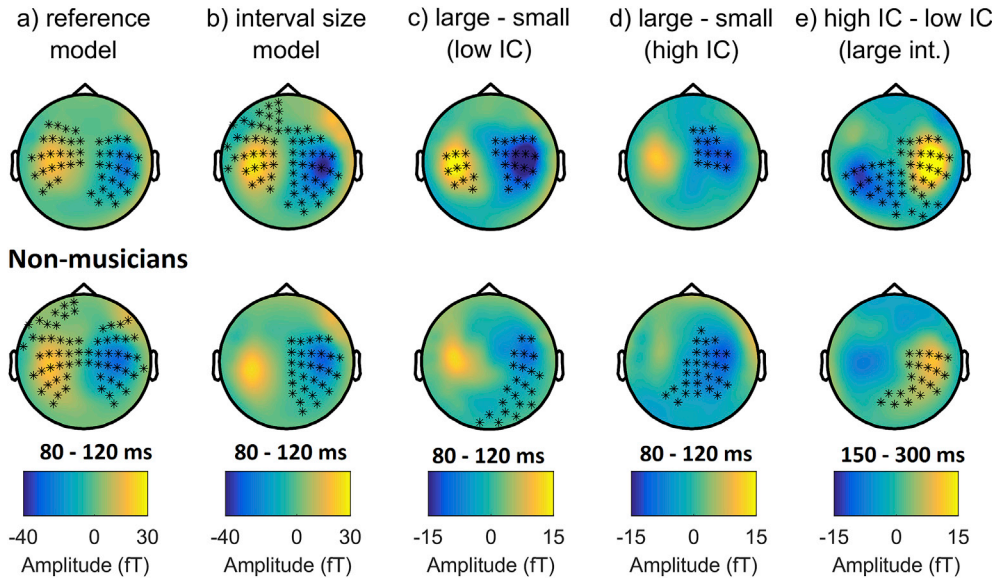 a) reference
model
b) interval size
model
c) large - small
(low IC)
d) large - small
(high IC)
e) high IC - low IC
(large int.)
Non-musicians
80 - 120 ms
80 - 120 ms
80 - 120 ms
80 - 120 ms
150 - 300 ms
-40 0 30
-40 0 30
-15 0 15
-15 0 15
-15 0 15
Amplitude (fT)
Amplitude (fT)
Amplitude (fT)
Amplitude (fT)
Amplitude (fT)